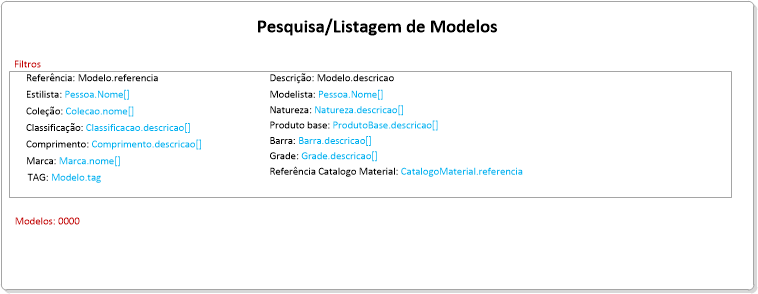 Pesquisa/Listagem de Modelos
Filtros
Referência: Modelo.referencia
Descrição: Modelo.descricao
Estilista: Pessoa.Nome[]
Modelista: Pessoa.Nome[]
Coleção: Colecao.nome[]
Natureza: Natureza.descricao[]
Classificação: Classificacao.descricao[]
Produto base: ProdutoBase.descricao[]
Comprimento: Comprimento.descricao[]
Barra: Barra.descricao[]
Marca: Marca.nome[]
Grade: Grade.descricao[]
TAG: Modelo.tag
Referência Catalogo Material: CatalogoMaterial.referencia
Modelos: 0000